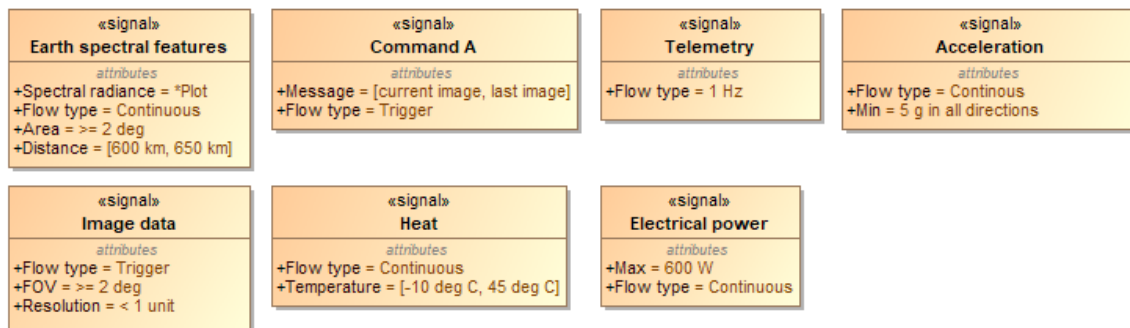 «signal»
Earth spectral features
attributes
+Spectral radiance = *Plot
+Flow type = Continuous
+Area = >= 2 deg
+Distance = [600 km, 650 km]
«signal»
Command A
attributes
+Message = [current image, last image]
+Flow type = Trigger
«signal»
Telemetry
attributes
+Flow type = 1 Hz
«signal»
Acceleration
attributes
+Flow type = Continous
+Min = 5 g in all directions
«signal»
Image data
attributes
+Flow type = Trigger
+FOV = >= 2 deg
+Resolution = < 1 unit
«signal»
Heat
attributes
+Flow type = Continuous
+Temperature = [-10 deg C, 45 deg C]
«signal»
Electrical power
attributes
+Max = 600 W
+Flow type = Continuous